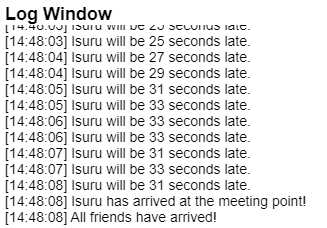 Log Window
[14:48:03] Isuru will be 25 seconds late.
[14:48:03] Isuru will be 25 seconds late.
[14:48:04] Isuru will be 27 seconds late.
[14:48:04] Isuru will be 29 seconds late.
[14:48:05] Isuru will be 31 seconds late.
[14:48:05] Isuru will be 33 seconds late.
[14:48:06] Isuru will be 33 seconds late.
[14:48:06] Isuru will be 33 seconds late.
[14:48:07] Isuru will be 31 seconds late.
[14:48:07] Isuru will be 33 seconds late.
[14:48:08] Isuru will be 31 seconds late.
[14:48:08] Isuru has arrived at the meeting point!
[14:48:08] All friends have arrived!